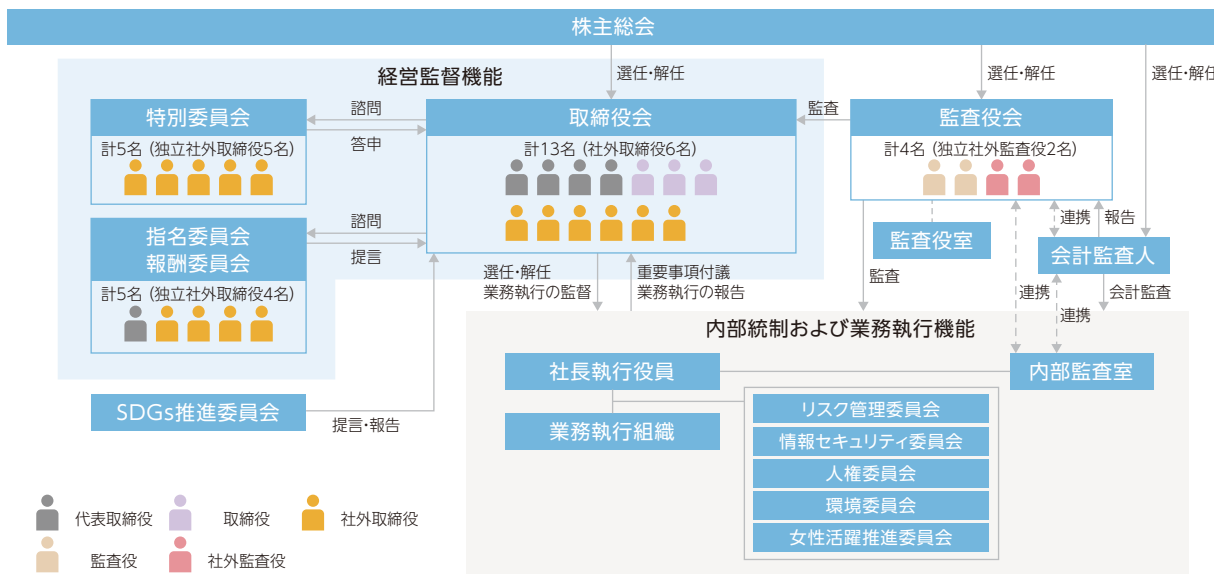 株主総会
選任・解任
選任・解任
選任・解任
経営監督機能
特別委員会
計5名 (独立社外取締役5名)
諮問
答申
取締役会
計13名 (社外取締役6名)
監査
監査役会
計4名 (独立社外監査役2名)
指名委員会
報酬委員会
計5名 (独立社外取締役4名)
諮問
提言
監査役室
連携
報告
会計監査人
選任・解任
業務執行の監督
重要事項付議
業務執行の報告
監査
連携
連携
会計監査
内部統制および業務執行機能
社長執行役員
内部監査室
SDGs推進委員会
提言・報告
業務執行組織
リスク管理委員会
情報セキュリティ委員会
人権委員会
環境委員会
女性活躍推進委員会
代表取締役
取締役
社外取締役
監査役
社外監査役